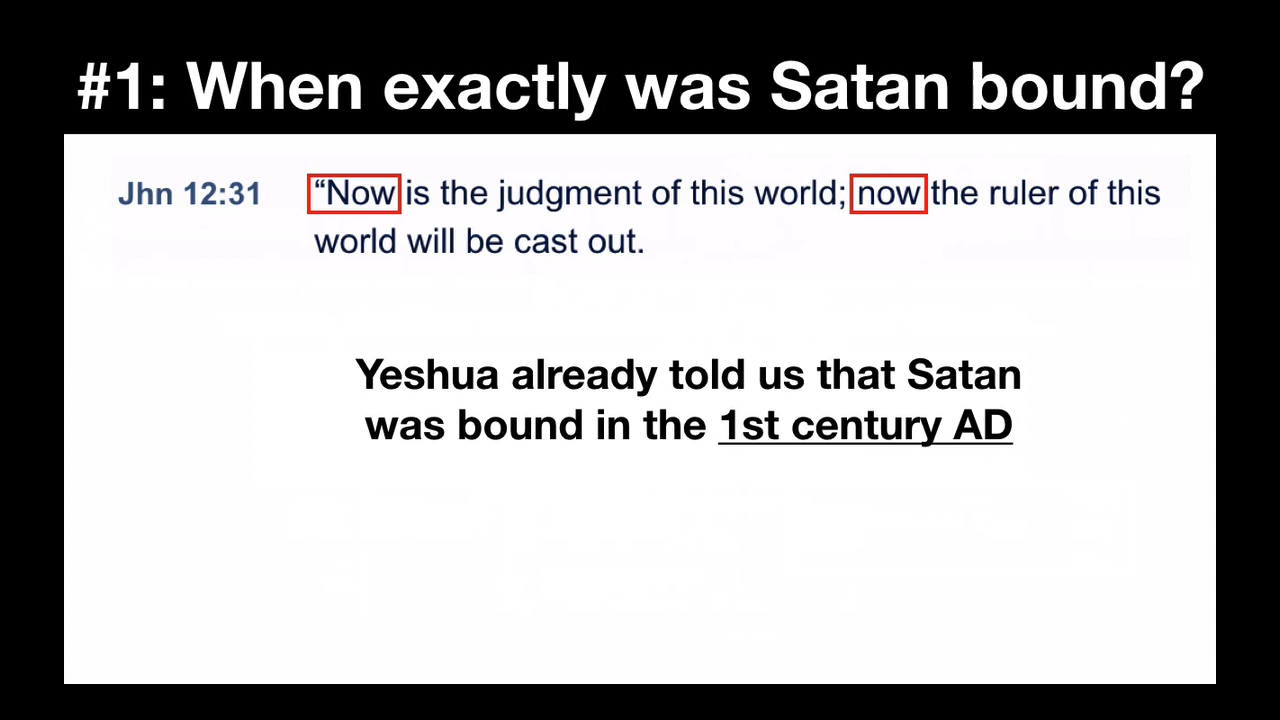 #1: When exactly was Satan bound?
Jhn 12:31 “Now is the judgment of this world; now the ruler of this
world will be cast out.
Yeshua already told us that Satan
was bound in the 1st century AD